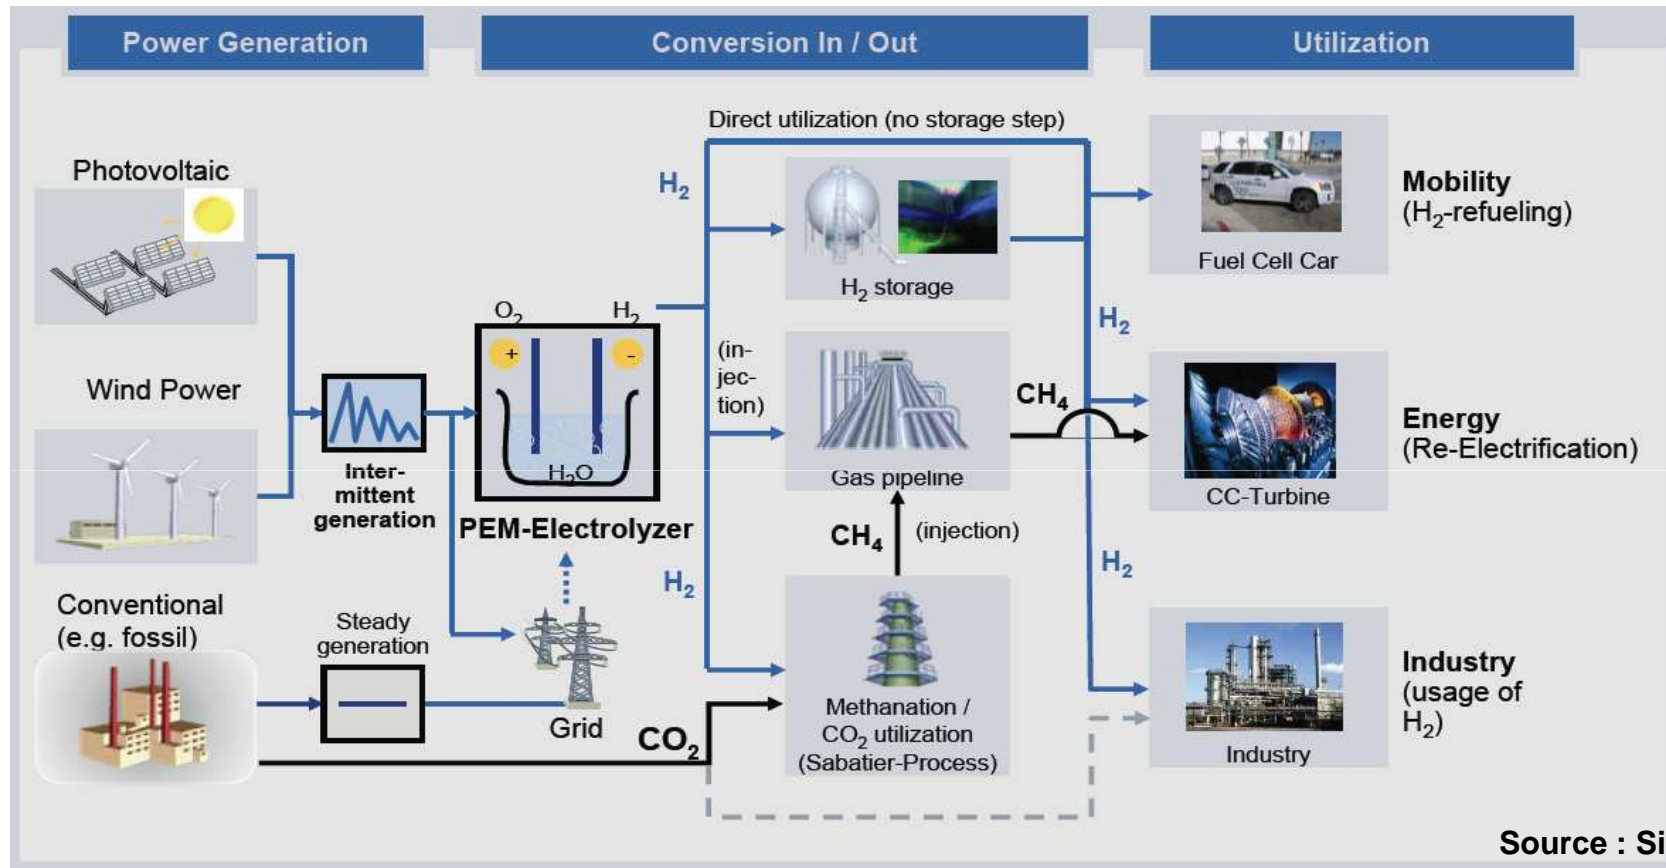 Power Generation
Conversion In / Out
Utilization
Photovoltaic
Wind Power
Inter-
mittent
generation
Conventional
(e.g. fossil)
Steady
generation
Grid
O₂
H₂
+
-
H₂O
PEM-Electrolyzer
CO₂
Direct utilization (no storage step)
H₂
H₂ storage
(in-
jec-
tion)
Gas pipeline
CH₄
(injection)
H₂
Methanation /
CO₂ utilization
(Sabatier-Process)
CH₄
H₂
H₂
Fuel Cell Car
Mobility
(H₂-refueling)
CC-Turbine
Energy
(Re-Electrification)
Industry
Industry
(usage of
H₂)
Source : Si